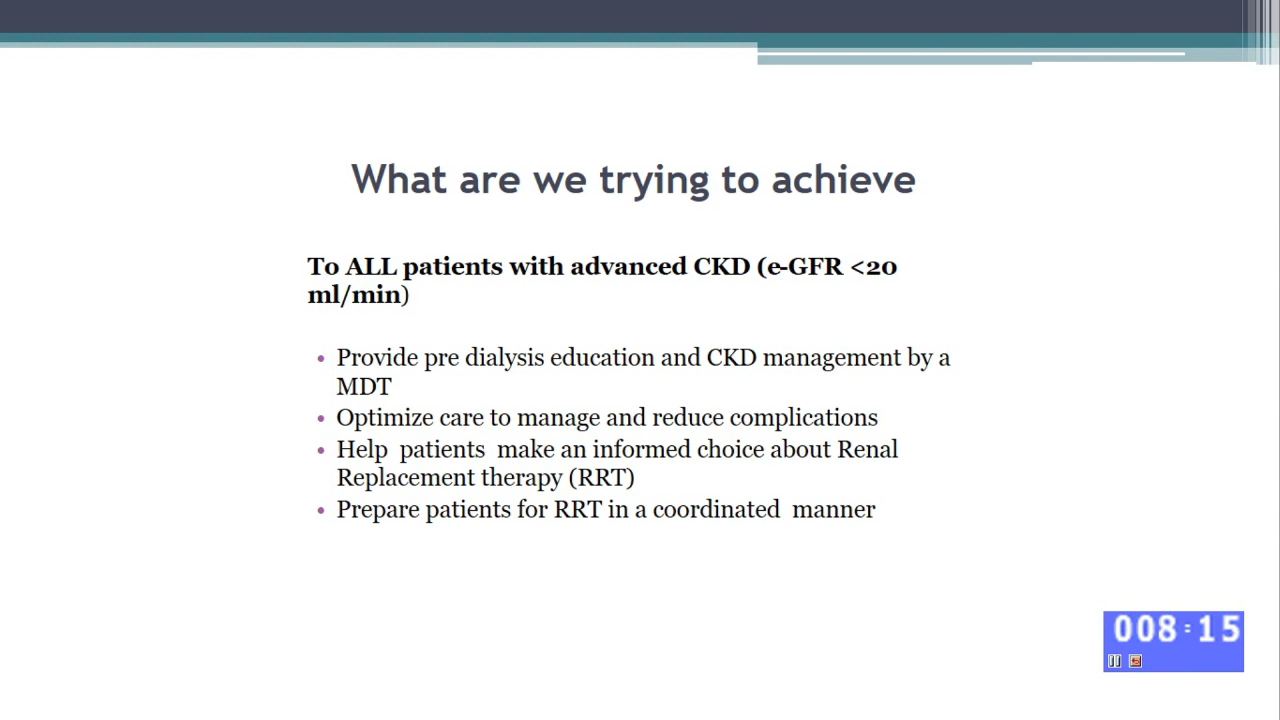 What are we trying to achieve
To ALL patients with advanced CKD (e-GFR <20
ml/min)
• Provide pre dialysis education and CKD management by a
MDT
• Optimize care to manage and reduce complications
• Help patients make an informed choice about Renal
Replacement therapy (RRT)
• Prepare patients for RRT in a coordinated manner
008:15